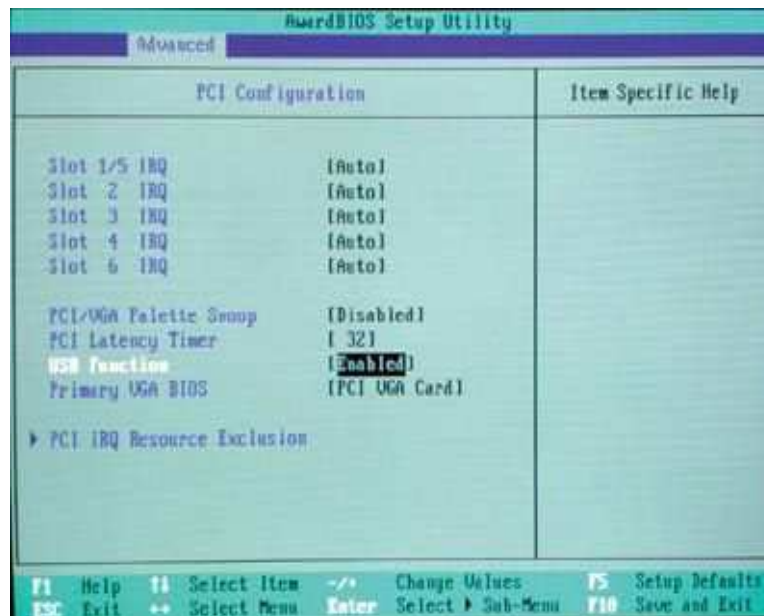 AwardBIOS Setup Utility
Advanced
PCI Configuration
Item Specific Help
Slot 1/5 IRQ [Auto]
Slot 2 IRQ [Auto]
Slot 3 IRQ [Auto]
Slot 4 IRQ [Auto]
Slot 6 IRQ [Auto]
PCI/VGA Palette Snoop [Disabled]
PCI Latency Timer [ 32]
USB Function [Enabled]
Primary VGA BIOS [PCI VGA Card]
PCI IRQ Resource Exclusion
F1 Help ↑↓ Select Item -/+ Change Values F5 Setup Defaults
ESC Exit ↔ Select Menu Enter Select ▶ Sub-Menu F10 Save and Exit